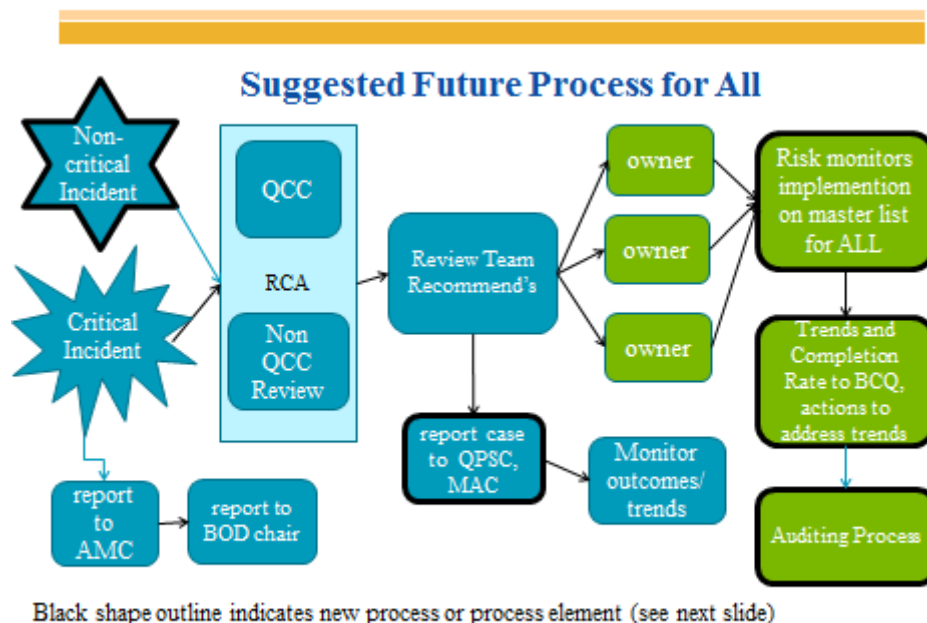 Suggested Future Process for All
Non-
critical
Incident
QCC
RCA
Non
QCC
Review
Critical
Incident
report
to
AMC
report to
BOD chair
Review Team
Recommend's
report case
to QPSC,
MAC
Monitor
outcomes/
trends
owner
owner
owner
Risk monitors
implemention
on master list
for ALL
Trends and
Completion
Rate to BCQ,
actions to
address trends
Auditing Process
Black shape outline indicates new process or process element (see next slide)